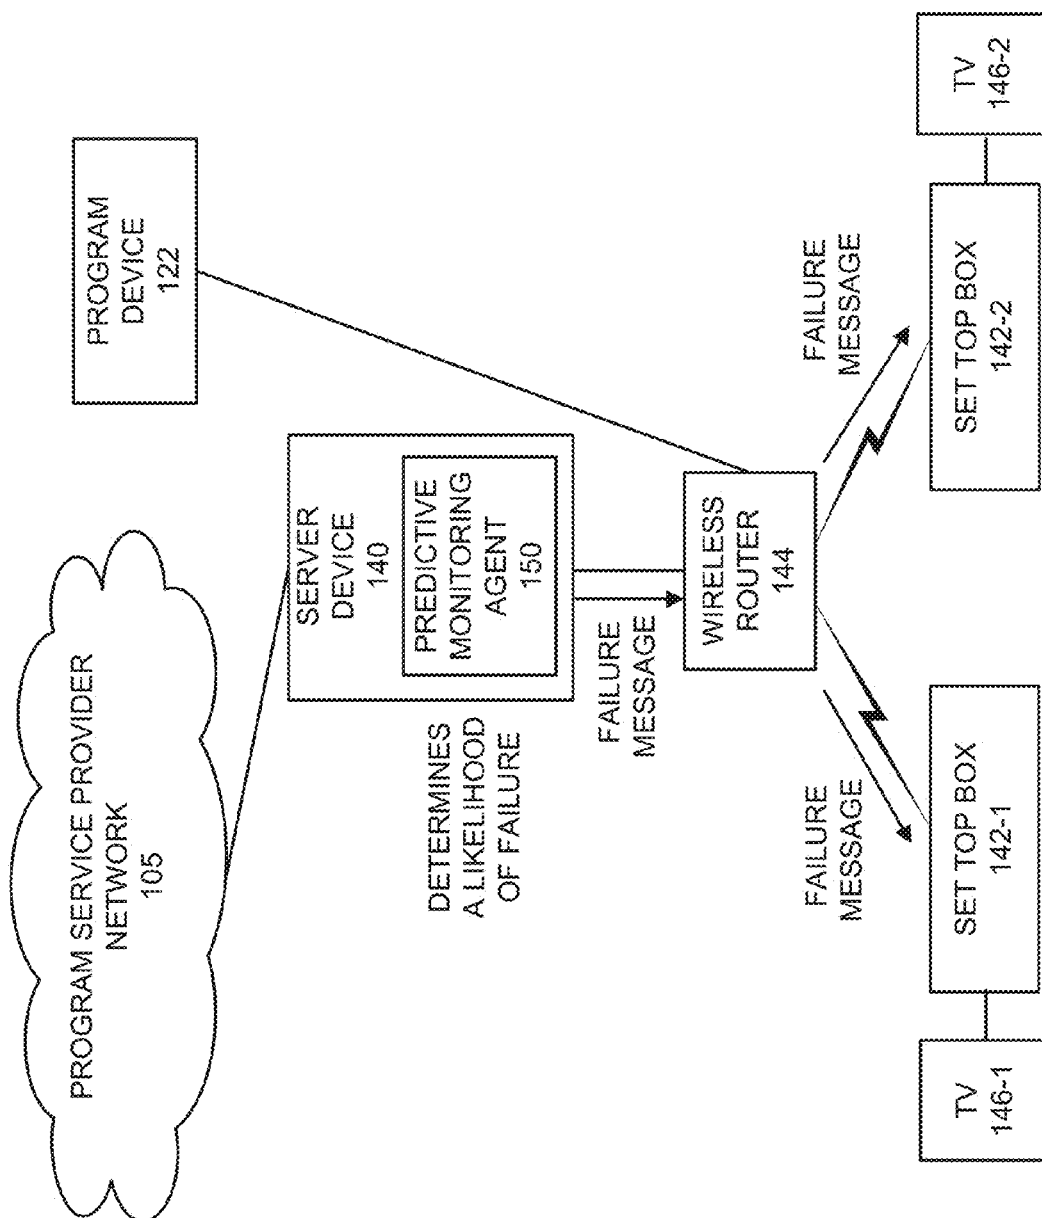 PROGRAM SERVICE PROVIDER
NETWORK
105
PROGRAM
DEVICE
122
SERVER
DEVICE
140
PREDICTIVE
MONITORING
AGENT
150
DETERMINES
A LIKELIHOOD
OF FAILURE
FAILURE
MESSAGE
WIRELESS
ROUTER
144
FAILURE
MESSAGE
FAILURE
MESSAGE
TV
146-1
SET TOP BOX
142-1
SET TOP BOX
142-2
TV
146-2